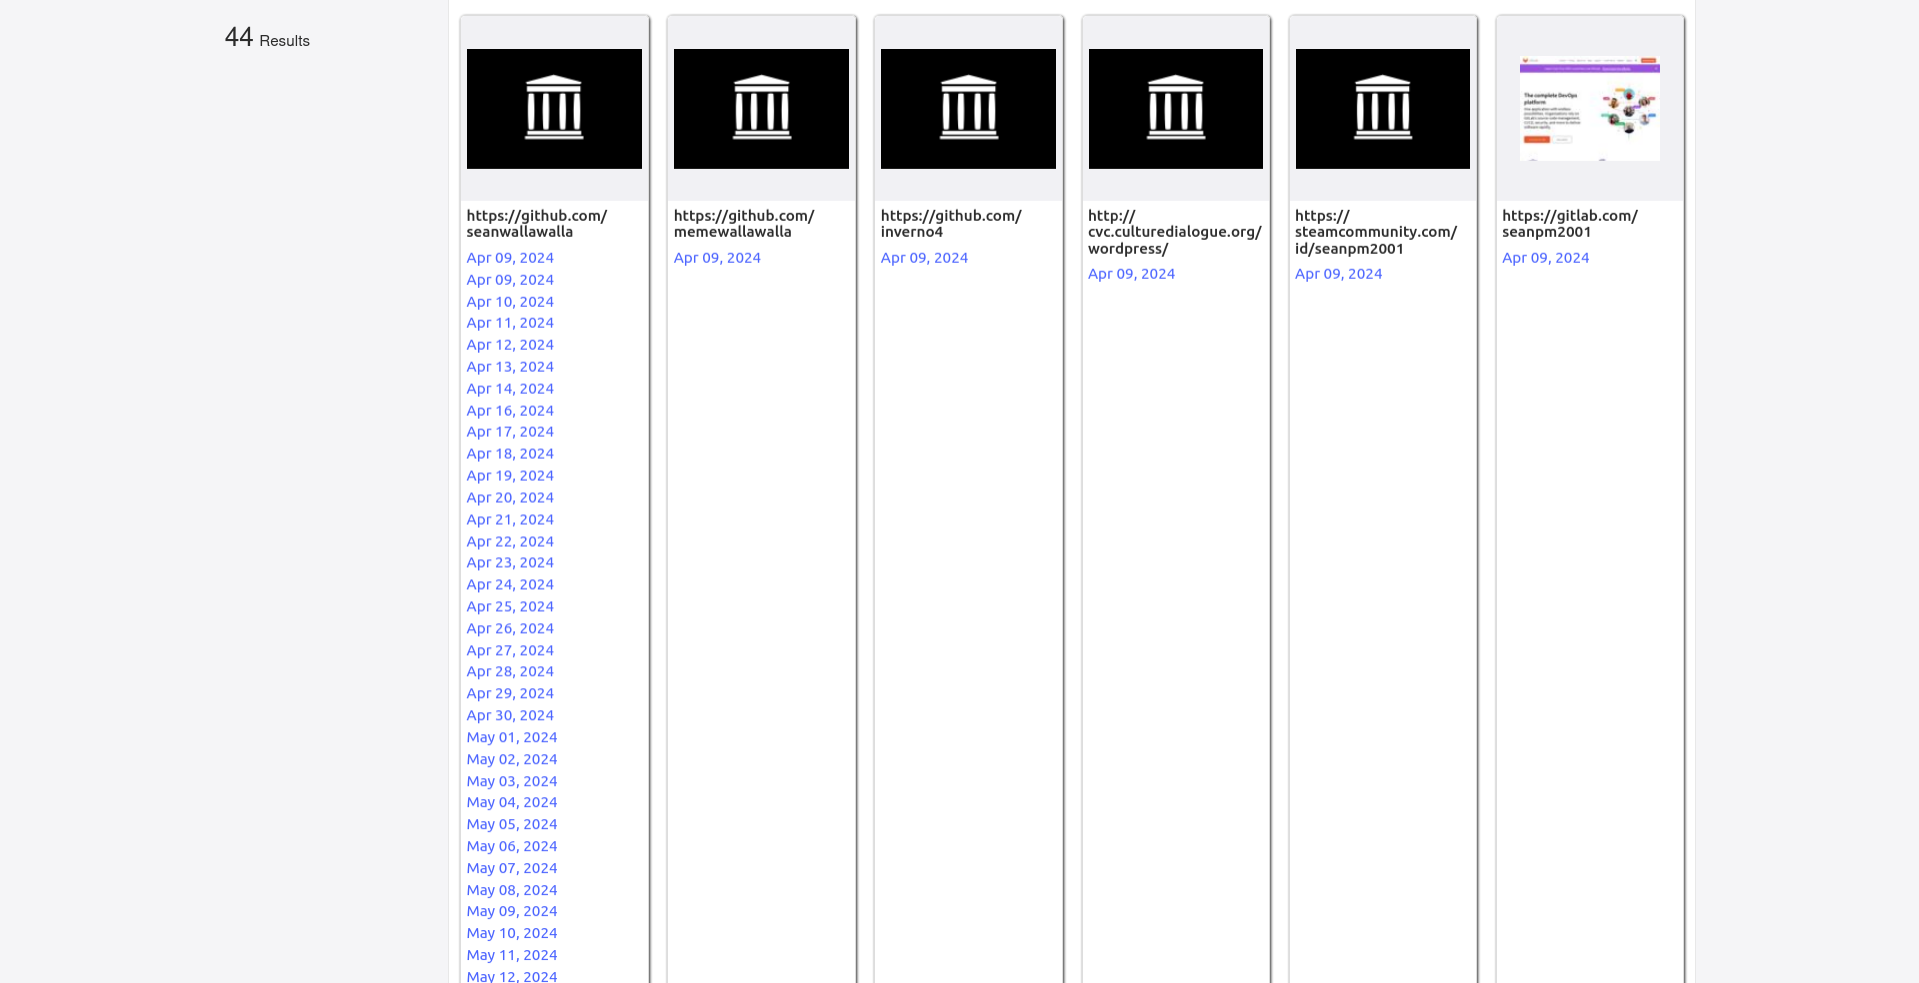 44 Results
https://github.com/
seanwallawalla
Apr 09, 2024
Apr 09, 2024
Apr 10, 2024
Apr 11, 2024
Apr 12, 2024
Apr 13, 2024
Apr 14, 2024
Apr 16, 2024
Apr 17, 2024
Apr 18, 2024
Apr 19, 2024
Apr 20, 2024
Apr 21, 2024
Apr 22, 2024
Apr 23, 2024
Apr 24, 2024
Apr 25, 2024
Apr 26, 2024
Apr 27, 2024
Apr 28, 2024
Apr 29, 2024
Apr 30, 2024
May 01, 2024
May 02, 2024
May 03, 2024
May 04, 2024
May 05, 2024
May 06, 2024
May 07, 2024
May 08, 2024
May 09, 2024
May 10, 2024
May 11, 2024
May 12, 2024
https://github.com/
memewallawalla
Apr 09, 2024
https://github.com/
inverno4
Apr 09, 2024
http://
cvc.culturedialogue.org/
wordpress/
Apr 09, 2024
https://
steamcommunity.com/
id/seanpm2001
Apr 09, 2024
The complete DevOps
platform
https://gitlab.com/
seanpm2001
Apr 09, 2024